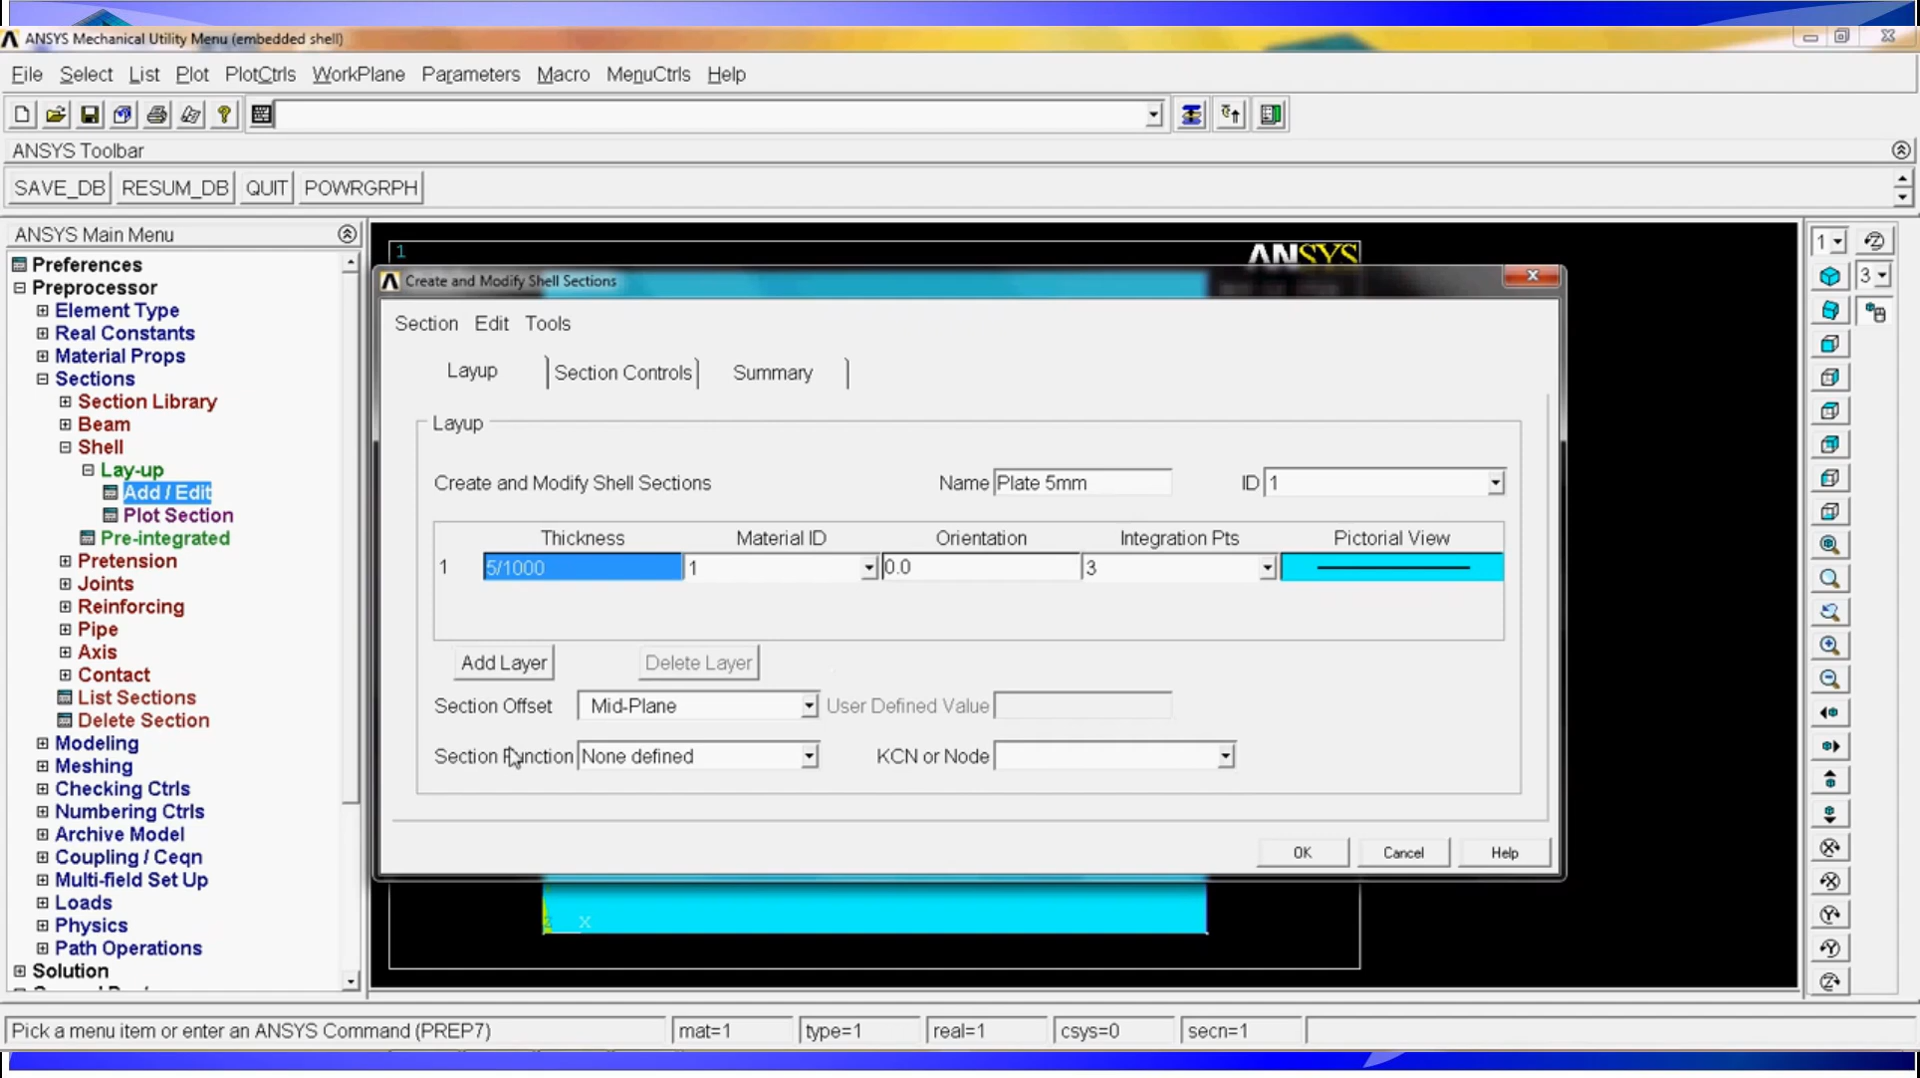 ANSYS Mechanical Utility Menu (embedded shell)
File Select List Plot PlotCtrls WorkPlane Parameters Macro MenuCtrls Help
ANSYS Toolbar
SAVE_DB RESUM_DB QUIT POWRGRPH
ANSYS Main Menu
Preferences
Preprocessor
Element Type
Real Constants
Material Props
Sections
Section Library
Beam
Shell
Lay-up
Add / Edit
Plot Section
Pre-integrated
Pretension
Joints
Reinforcing
Pipe
Axis
Contact
List Sections
Delete Section
Modeling
Meshing
Checking Ctrls
Numbering Ctrls
Archive Model
Coupling / Ceqn
Multi-field Set Up
Loads
Physics
Path Operations
Solution
1
ANSYS
Create and Modify Shell Sections
Section Edit Tools
Layup Section Controls Summary
Layup
Create and Modify Shell Sections Name Plate 5mm ID 1
Thickness Material ID Orientation Integration Pts Pictorial View
1 5/1000 1 0.0 3
Add Layer Delete Layer
Section Offset Mid-Plane User Defined Value
Section Function None defined KCN or Node
OK Cancel Help
Z X
1
3
Pick a menu item or enter an ANSYS Command (PREP7) mat=1 type=1 real=1 csys=0 secn=1